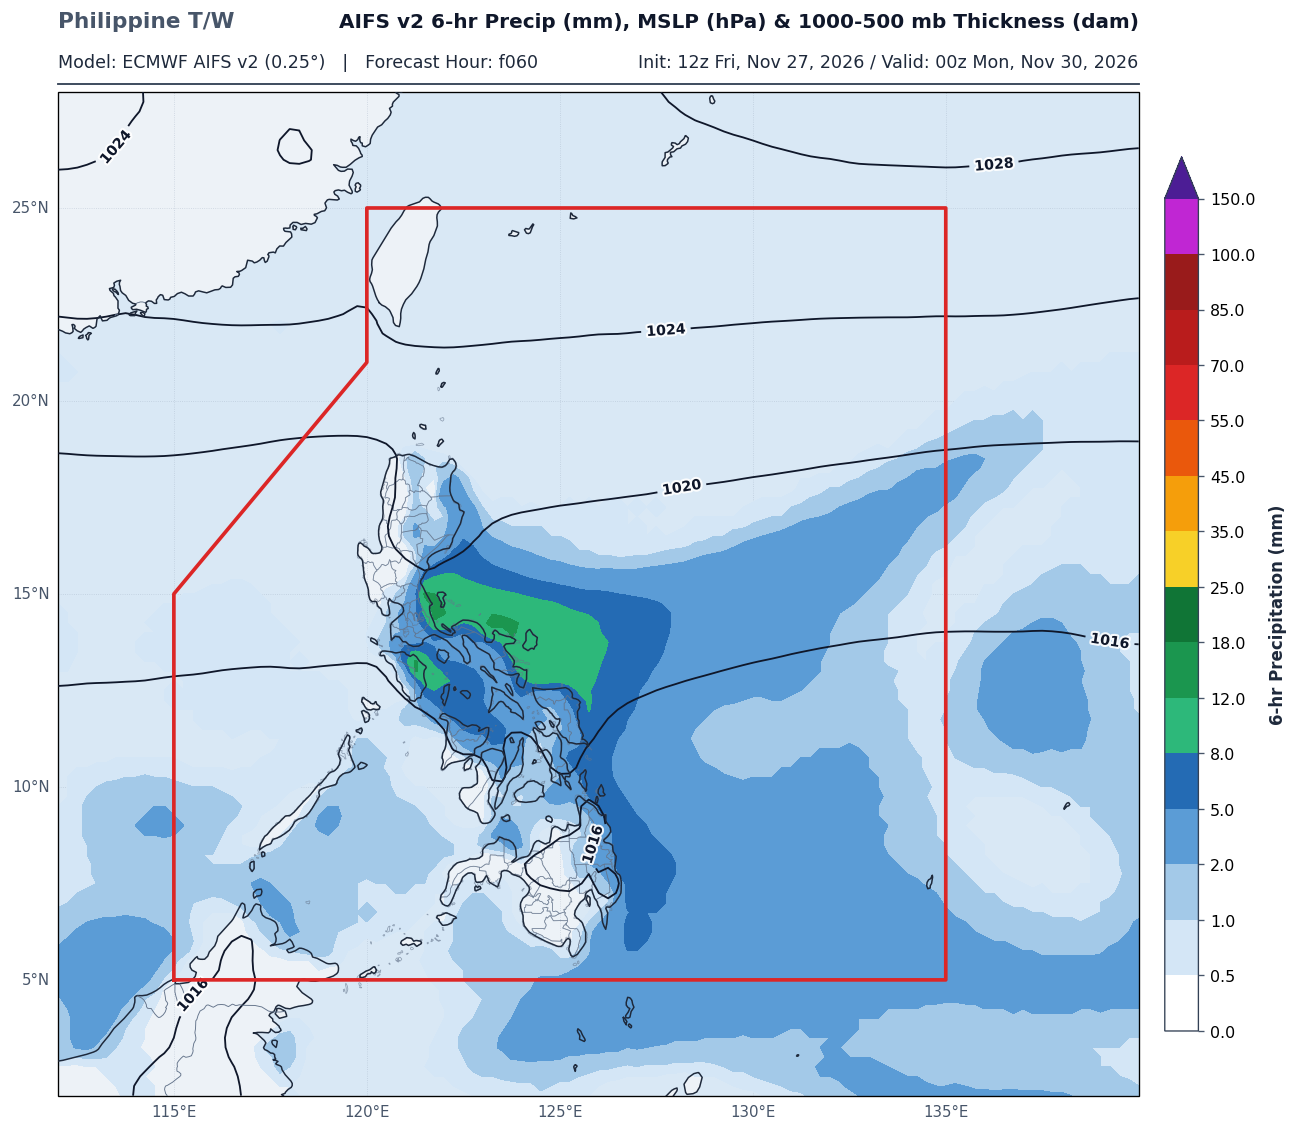 Philippine T/W
AIFS v2 6-hr Precip (mm), MSLP (hPa) & 1000-500 mb Thickness (dam)
Model: ECMWF AIFS v2 (0.25°) | Forecast Hour: f060
Init: 12z Fri, Nov 27, 2026 / Valid: 00z Mon, Nov 30, 2026
1024
1028
25°N
1024
20°N
1020
15°N
1016
10°N
1016
5°N
1016
115°E
120°E
125°E
130°E
135°E
150.0
100.0
85.0
70.0
55.0
45.0
35.0
25.0
18.0
12.0
8.0
5.0
2.0
1.0
0.5
0.0
6-hr Precipitation (mm)